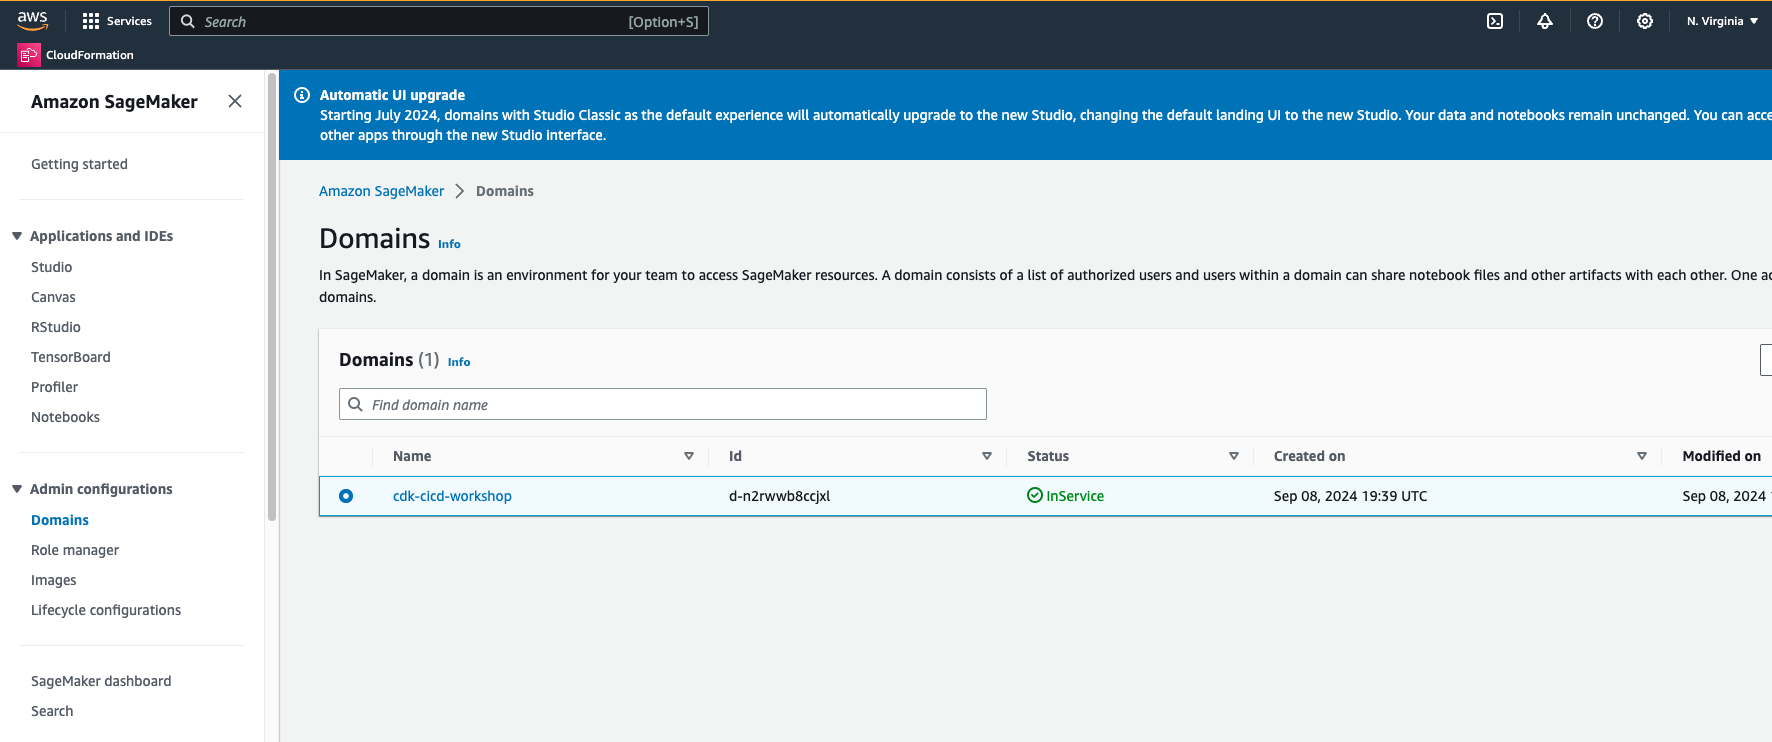 aws
Services
Search
[Option+S]
N. Virginia
CloudFormation
Amazon SageMaker
Getting started
Applications and IDEs
Studio
Canvas
RStudio
TensorBoard
Profiler
Notebooks
Admin configurations
Domains
Role manager
Images
Lifecycle configurations
SageMaker dashboard
Search
Automatic UI upgrade
Starting July 2024, domains with Studio Classic as the default experience will automatically upgrade to the new Studio, changing the default landing UI to the new Studio. Your data and notebooks remain unchanged. You can acce
other apps through the new Studio interface.
Amazon SageMaker > Domains
Domains Info
In SageMaker, a domain is an environment for your team to access SageMaker resources. A domain consists of a list of authorized users and users within a domain can share notebook files and other artifacts with each other. One ac
domains.
Domains (1) Info
Find domain name
Name Id Status Created on Modified on
cdk-cicd-workshop d-n2rwwb8ccjxl InService Sep 08, 2024 19:39 UTC Sep 08, 2024